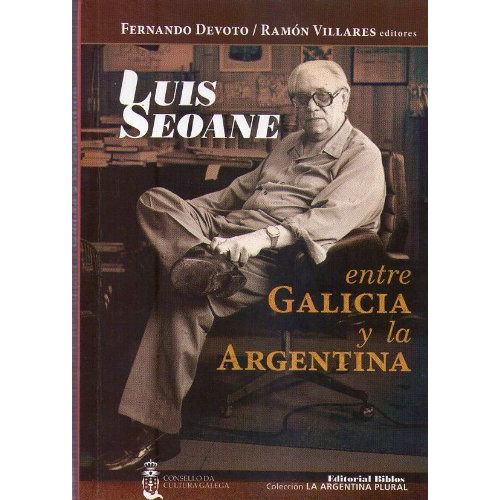 FERNANDO DEVOTO / RAMÓN VILLARES editores
LUIS
SEOANE
entre
GALICIA
y la
ARGENTINA
CONSELLO DA
CULTURA GALEGA
Editorial Biblos
Colección LA ARGENTINA PLURAL